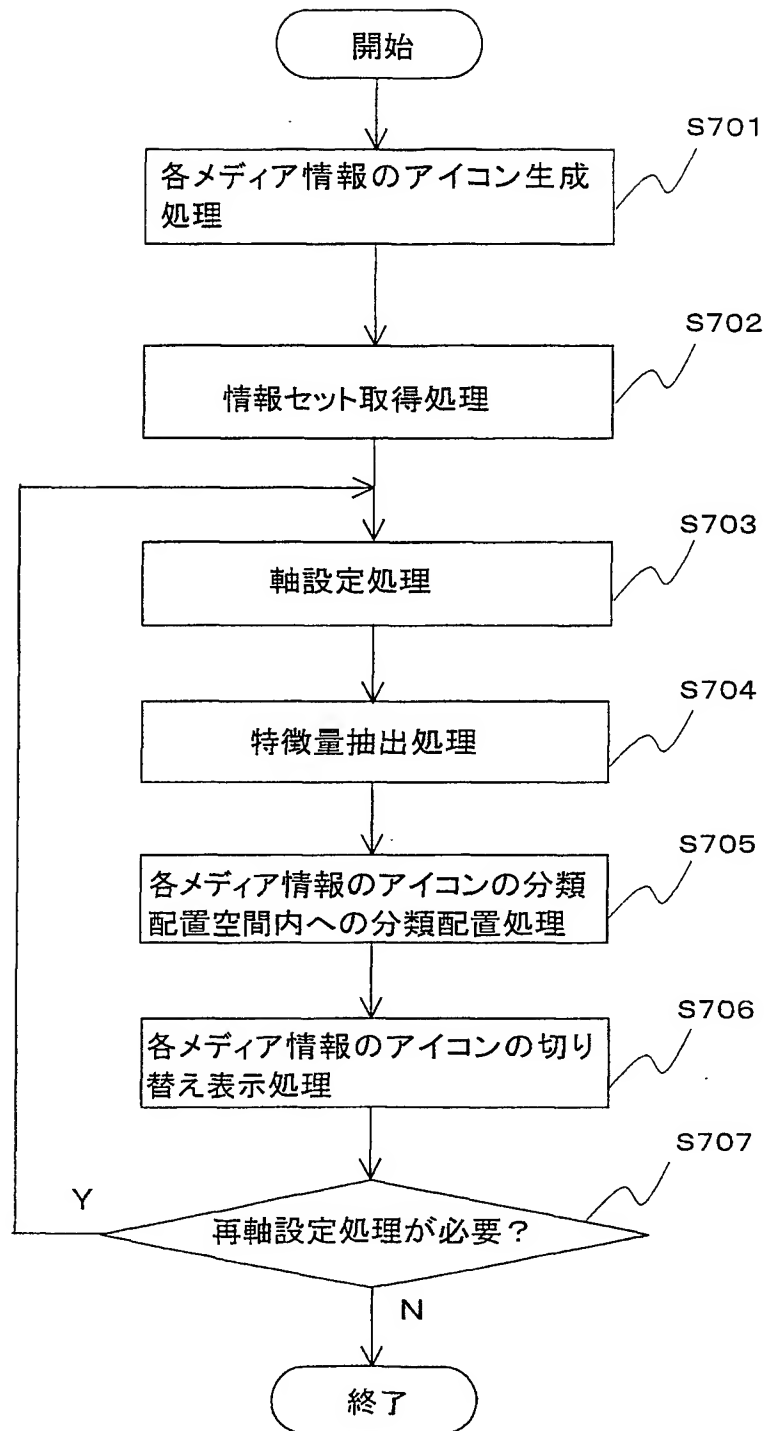 開始
S701
各メディア情報のアイコン生成
処理
S702
情報セット取得処理
S703
軸設定処理
S704
特徴量抽出処理
S705
各メディア情報のアイコンの分類
配置空間内への分類配置処理
S706
各メディア情報のアイコンの切り
替え表示処理
S707
Y
再軸設定処理が必要？
N
終了